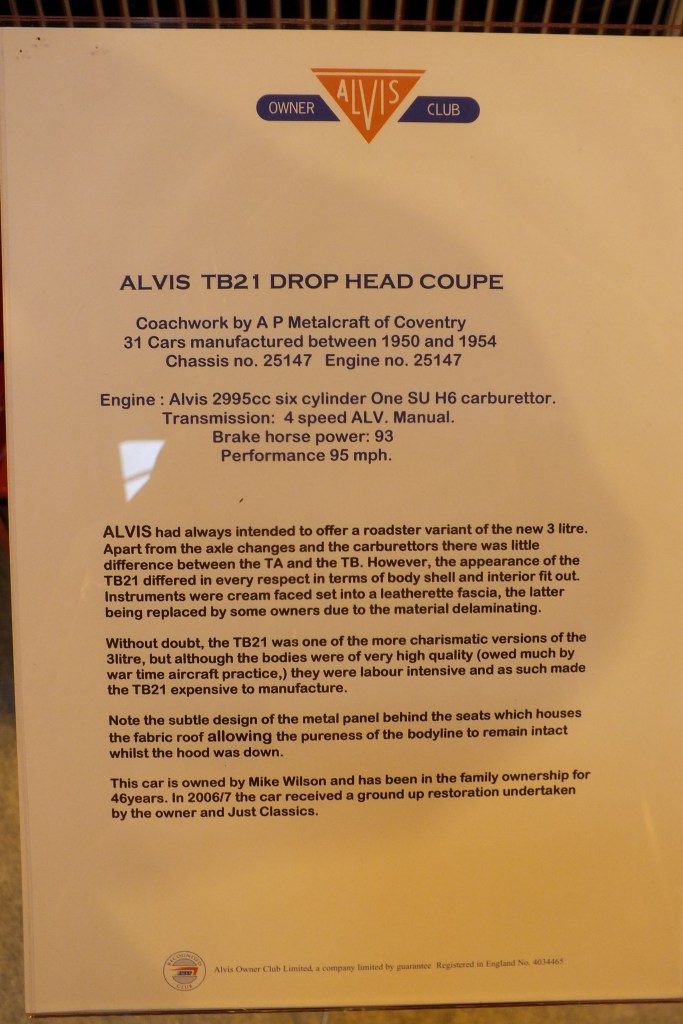 OWNER ALVIS CLUB
ALVIS TB21 DROP HEAD COUPE
Coachwork by A P Metalcraft of Coventry
31 Cars manufactured between 1950 and 1954
Chassis no. 25147 Engine no. 25147
Engine : Alvis 2995cc six cylinder One SU H6 carburettor.
Transmission: 4 speed ALV. Manual.
Brake horse power: 93
Performance 95 mph.
ALVIS had always intended to offer a roadster variant of the new 3 litre.
Apart from the axle changes and the carburettors there was little
difference between the TA and the TB. However, the appearance of the
TB21 differed in every respect in terms of body shell and interior fit out.
Instruments were cream faced set into a leatherette fascia, the latter
being replaced by some owners due to the material delaminating.
Without doubt, the TB21 was one of the more charismatic versions of the
3litre, but although the bodies were of very high quality (owed much by
war time aircraft practice,) they were labour intensive and as such made
the TB21 expensive to manufacture.
Note the subtle design of the metal panel behind the seats which houses
the fabric roof allowing the pureness of the bodyline to remain intact
whilst the hood was down.
This car is owned by Mike Wilson and has been in the family ownership for
46years. In 2006/7 the car received a ground up restoration undertaken
by the owner and Just Classics.
Alvis Owner Club Limited, a company limited by guarantee Registered in England No. 4034465